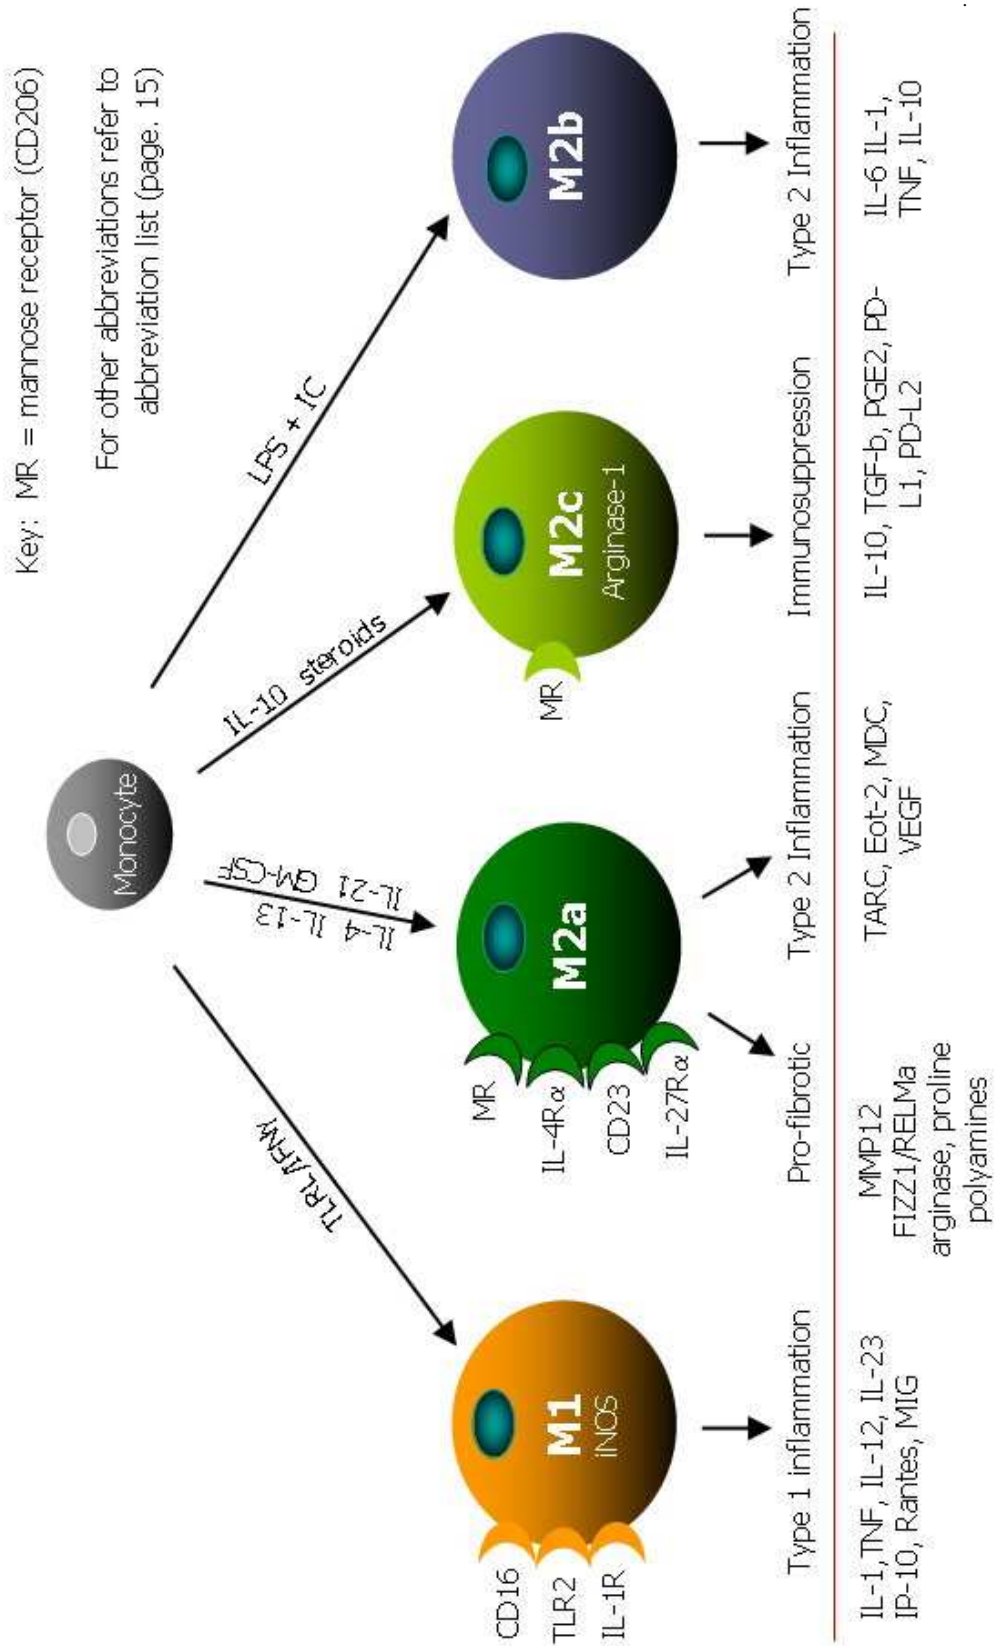 Key: MR = mannose receptor (CD206)
For other abbreviations refer to
abbreviation list (page. 15)
Monocyte
TLRL/IFNγ
IL-4 IL-13
IL-21 GM-CSF
IL-10 steroids
LPS + IC
CD16
TLR2
IL-1R
M1
iNOS
MR
IL-4Rα
CD23
IL-27Rα
M2a
MR
M2c
Arginase-1
M2b
Type 1 inflammation
Pro-fibrotic
Type 2 Inflammation
Immunosuppression
Type 2 Inflammation
IL-1,TNF, IL-12, IL-23
IP-10, Rantes, MIG
MMP12
FIZZ1/RELMa
arginase, proline
polyamines
TARC, Eot-2, MDC,
VEGF
IL-10, TGF-b, PGE2, PD-
L1, PD-L2
IL-6 IL-1,
TNF, IL-10